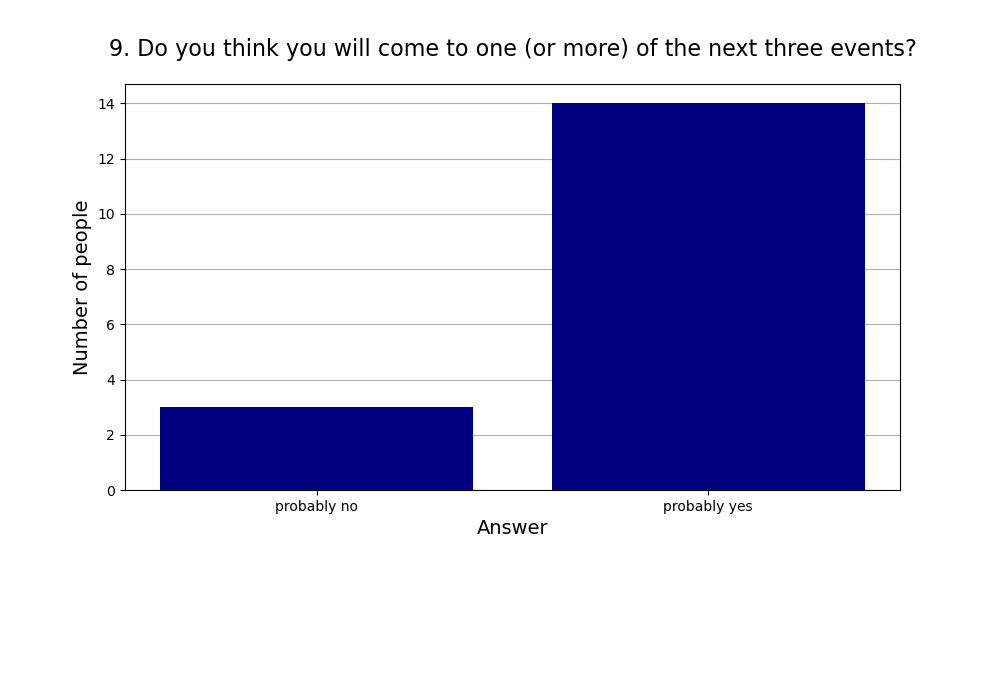 9. Do you think you will come to one (or more) of the next three events?
14
12
10
8
6
4
2
0
Number of people
probably no
probably yes
Answer